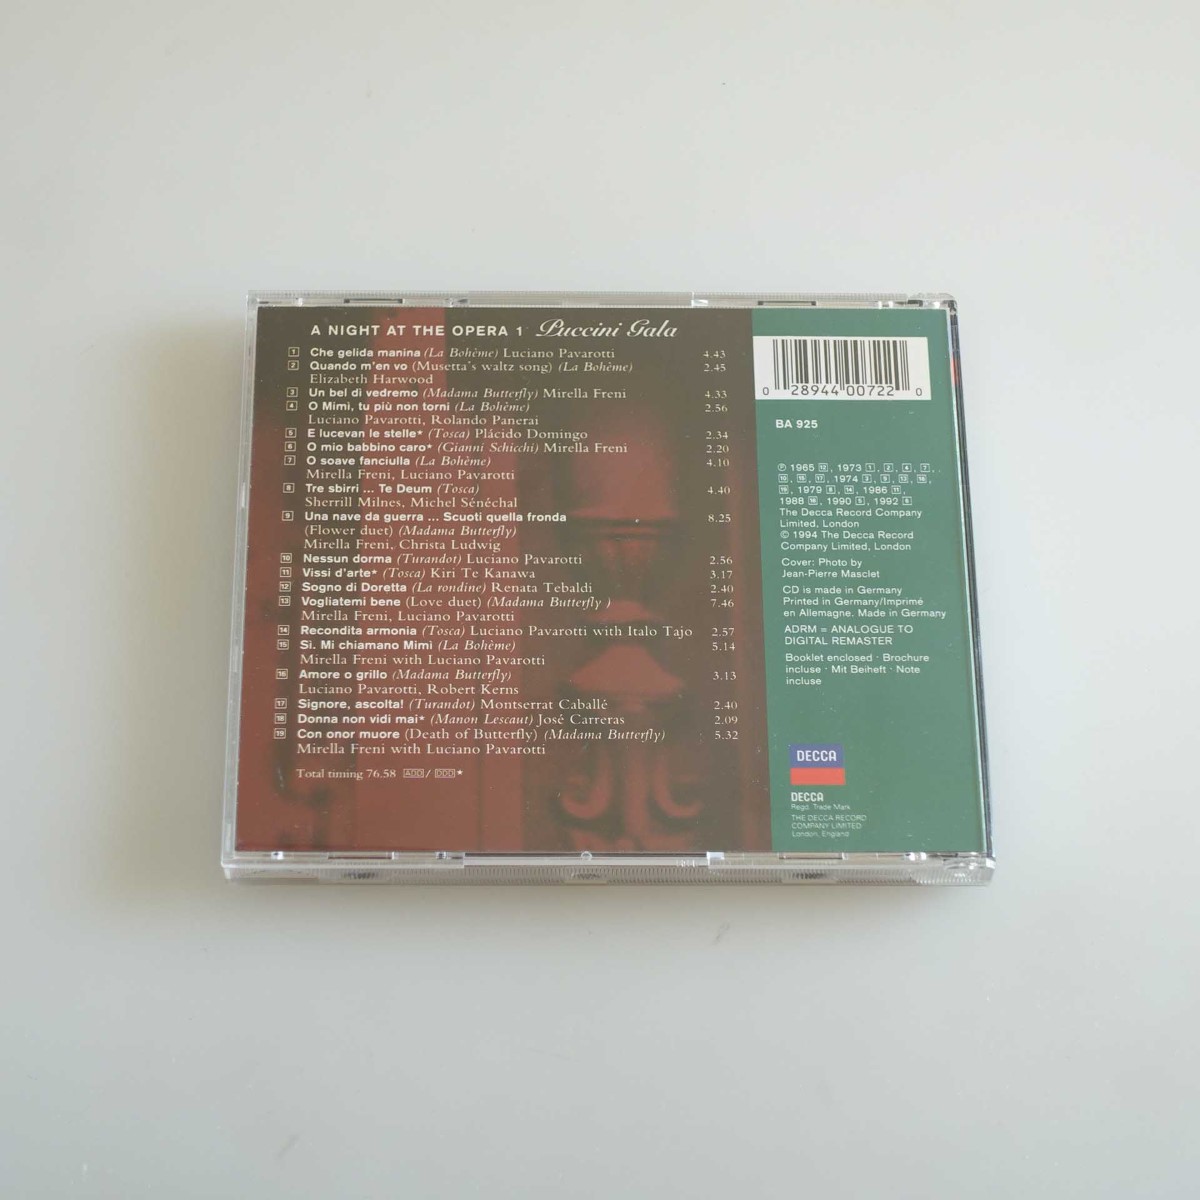 A NIGHT AT THE OPERA 1 Puccini Gala
1 Che gelida manina (La Bohème) Luciano Pavarotti 4.43
2 Quando m'en vo (Musetta's waltz song) (La Bohème) 2.45
Elizabeth Harwood
3 Un bel dì vedremo (Madama Butterfly) Mirella Freni 4.33
4 O Mimì, tu più non torni (La Bohème) 2.56
Luciano Pavarotti, Rolando Panerai
5 E lucevan le stelle* (Tosca) Plácido Domingo 2.34
6 O mio babbino caro* (Gianni Schicchi) Mirella Freni 2.20
7 O soave fanciulla (La Bohème) 4.10
Mirella Freni, Luciano Pavarotti
8 Tre sbirri ... Te Deum (Tosca) 4.40
Sherrill Milnes, Michel Sénéchal
9 Una nave da guerra ... Scuoti quella fronda 8.25
(Flower duet) (Madama Butterfly)
Mirella Freni, Christa Ludwig
10 Nessun dorma (Turandot) Luciano Pavarotti 2.56
11 Vissi d'arte* (Tosca) Kiri Te Kanawa 3.17
12 Sogno di Doretta (La rondine) Renata Tebaldi 2.40
13 Vogliatemi bene (Love duet) (Madama Butterfly) 7.46
Mirella Freni, Luciano Pavarotti
14 Recondita armonia (Tosca) Luciano Pavarotti with Italo Tajo 2.57
15 Sì. Mi chiamano Mimì (La Bohème) 5.14
Mirella Freni with Luciano Pavarotti
16 Amore o grillo (Madama Butterfly) 3.13
Luciano Pavarotti, Robert Kerns
17 Signore, ascolta! (Turandot) Montserrat Caballé 2.40
18 Donna non vidi mai* (Manon Lescaut) José Carreras 2.09
19 Con onor muore (Death of Butterfly) (Madama Butterfly) 5.32
Mirella Freni with Luciano Pavarotti
Total timing 76.58 ADD / DDD*
0 28944 00722 0
BA 925
℗ 1965 12, 1973 1, 2, 4, 7,
1974
1979 1986 11,
1988 1990 1992
The Decca Record Company
Limited, London
© 1994 The Decca Record
Company Limited, London
Cover: Photo by
Jean-Pierre Masclet
CD is made in Germany
Printed in Germany/Imprimé
en Allemagne. Made in Germany
ADRM = ANALOGUE TO
DIGITAL REMASTER
Booklet enclosed · Brochure
incluse · Mit Beiheft · Note
incluse
DECCA
DECCA
Regd. Trade Mark
THE DECCA RECORD
COMPANY LIMITED
London, England